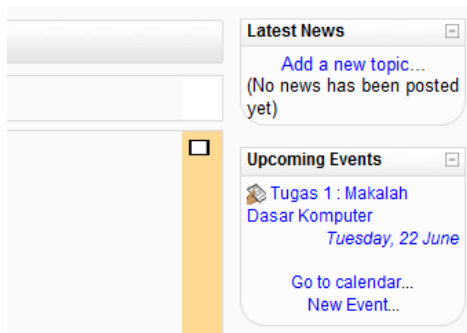 Latest News
Add a new topic...
(No news has been posted
yet)
Upcoming Events
Tugas 1 : Makalah
Dasar Komputer
Tuesday, 22 June
Go to calendar...
New Event...